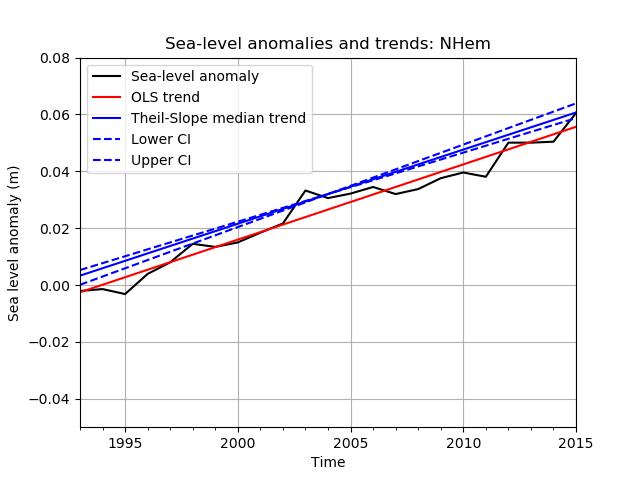 Sea-level anomalies and trends: NHem
0.08
0.06
0.04
0.02
0.00
−0.02
−0.04
Sea level anomaly (m)
Sea-level anomaly
OLS trend
Theil-Slope median trend
Lower CI
Upper CI
1995
2000
2005
2010
2015
Time